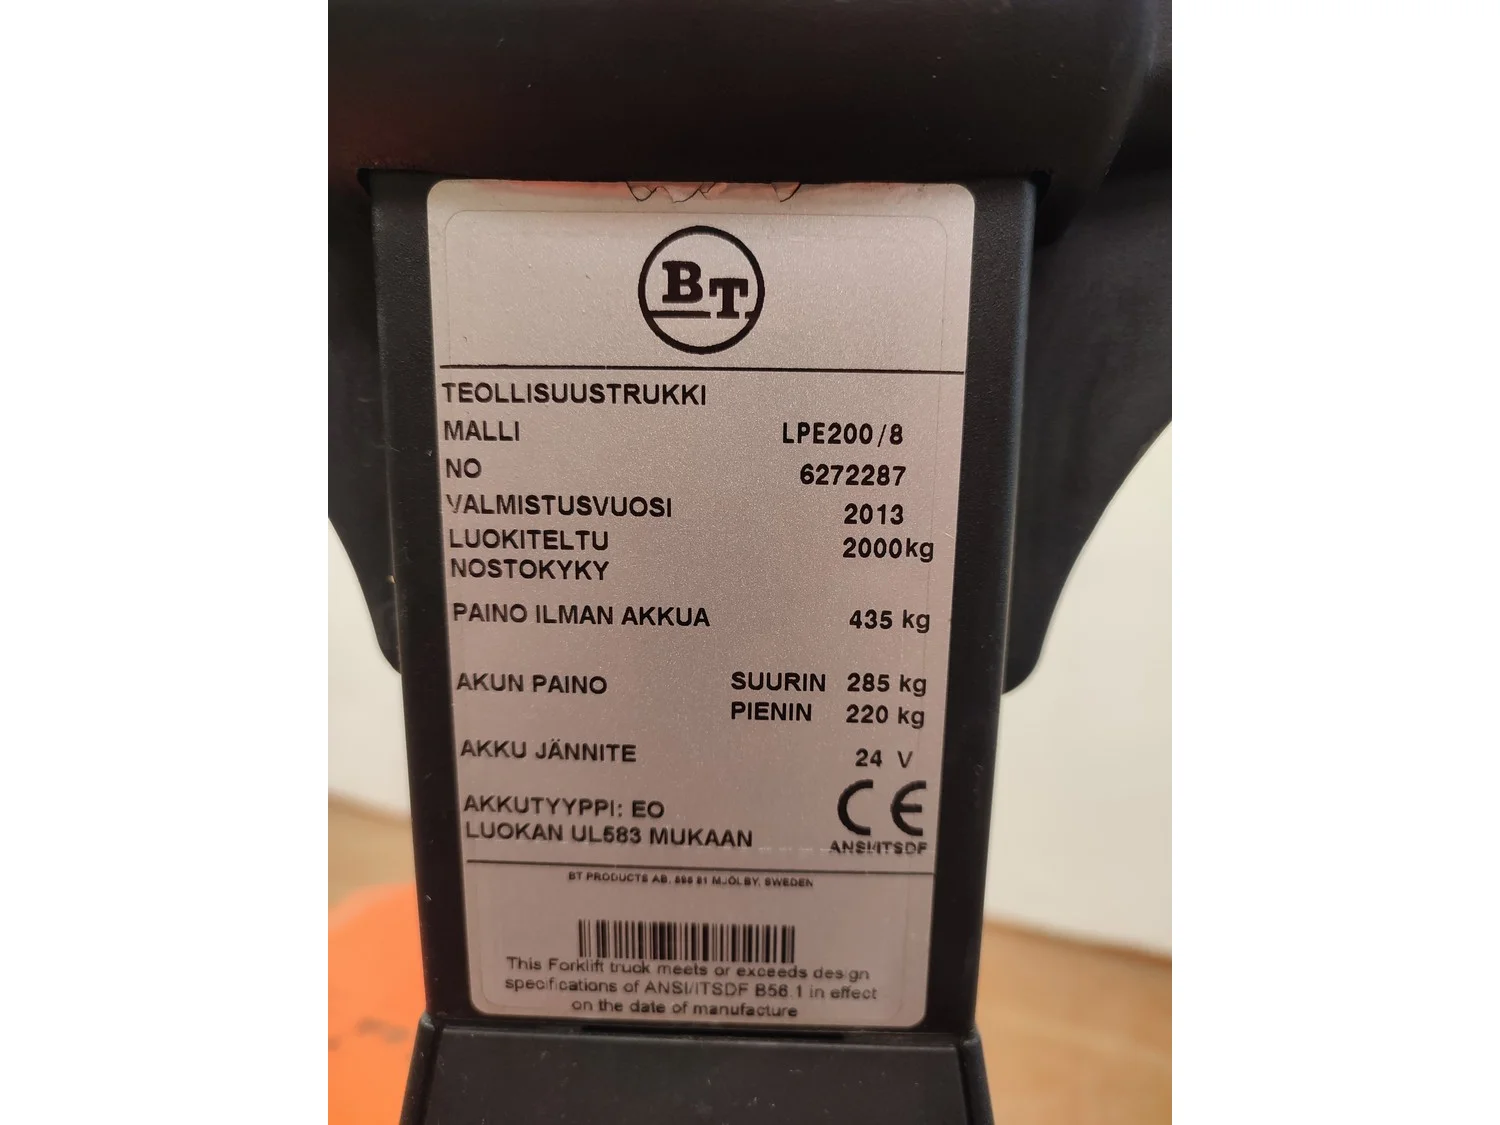 BT
TEOLLISUUSTRUKKI
MALLI LPE200/8
NO 6272287
VALMISTUSVUOSI 2013
LUOKITELTU 2000kg
NOSTOKYKY
PAINO ILMAN AKKUA 435 kg
AKUN PAINO SUURIN 285 kg
PIENIN 220 kg
AKKU JÄNNITE 24 V
AKKUTYYPPI: EO
LUOKAN UL583 MUKAAN
CE
ANSI/ITSDF
BT PRODUCTS AB, 595 81 MJÖLBY, SWEDEN
This Forklift truck meets or exceeds design
specifications of ANSI/ITSDF B56.1 in effect
on the date of manufacture